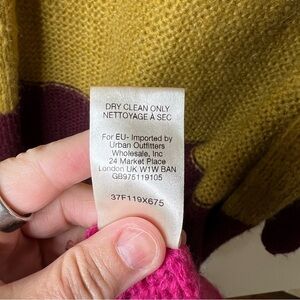 DRY CLEAN ONLY
NETTOYAGE À SEC
For EU- Imported by
Urban Outfitters
Wholesale, Inc
24 Market Place
London UK W1W BAN
GB975119105
37F119X675